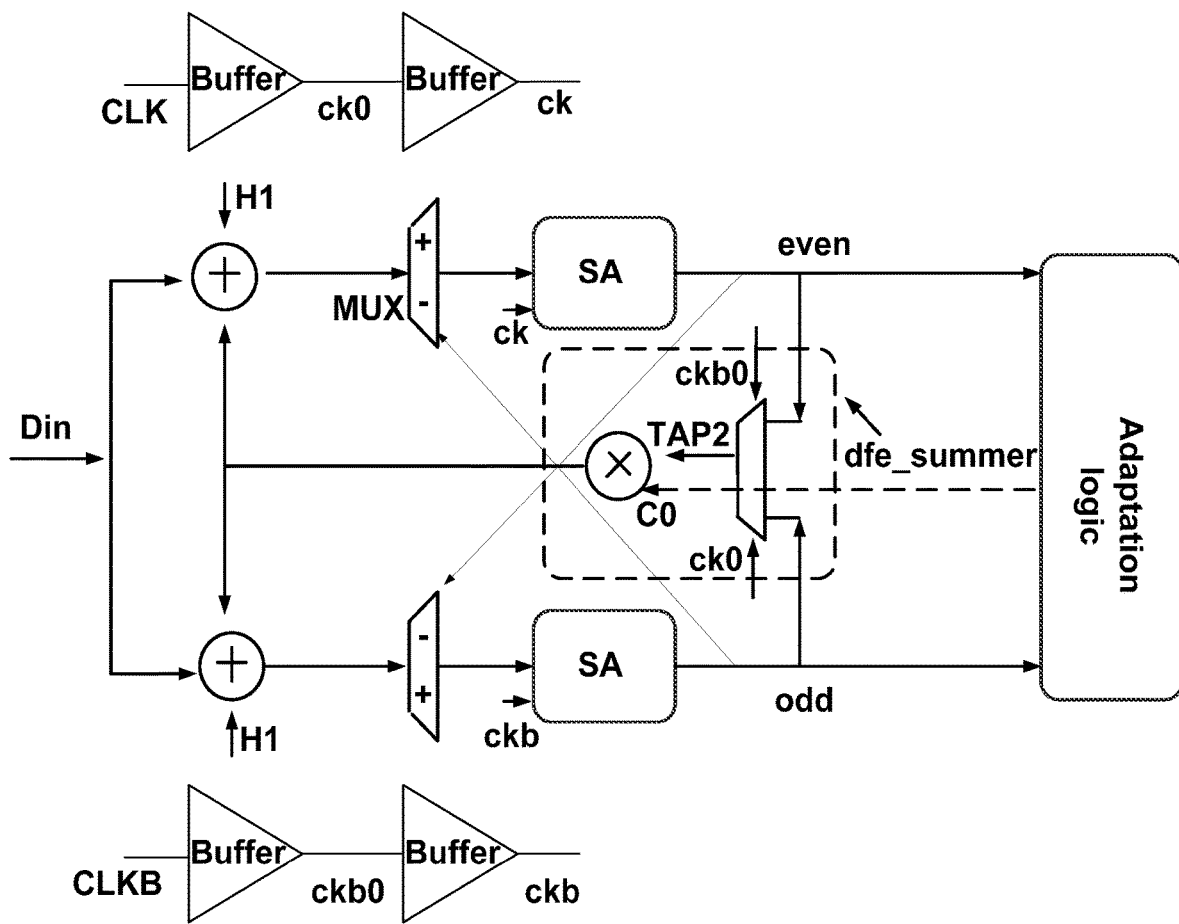 Buffer
Buffer
CLK
ck0
ck
H1
+
+
-
MUX
SA
even
ck
ckb0
Din
TAP2
×
dfe_summer
C0
ck0
Adaptation
logic
+
-
+
SA
ckb
odd
H1
Buffer
Buffer
CLKB
ckb0
ckb